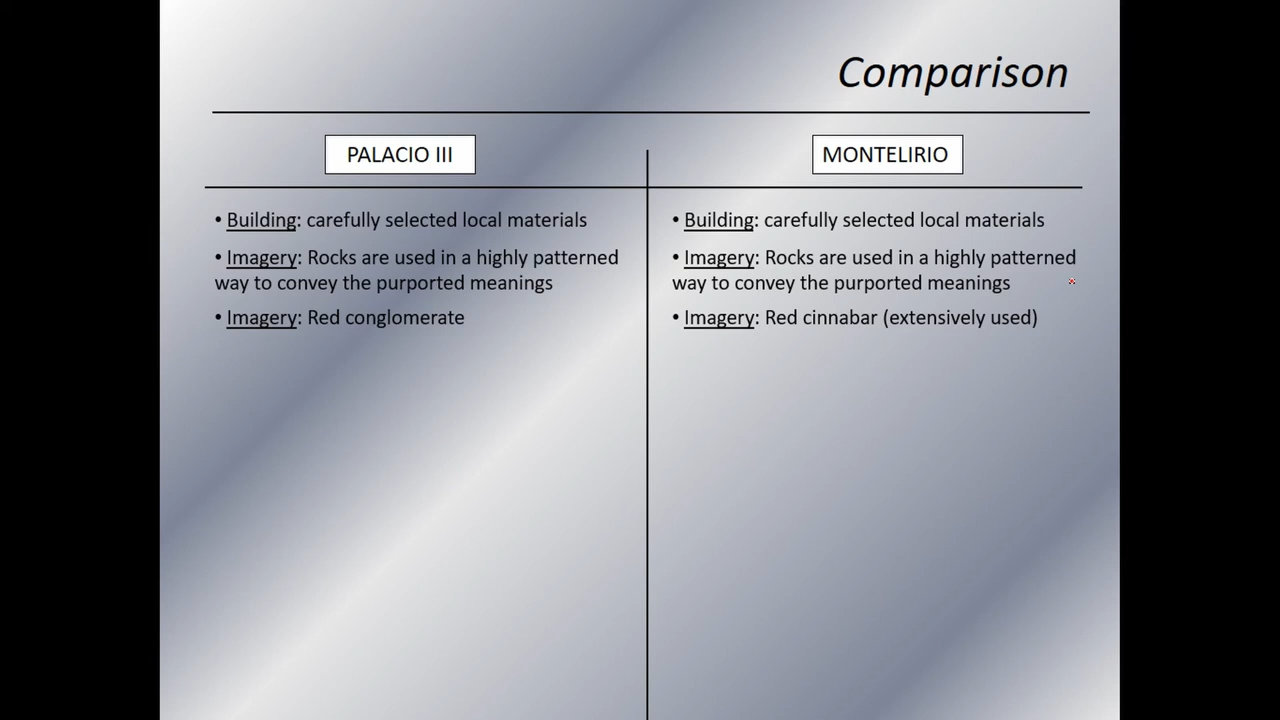 Comparison
PALACIO III
• Building: carefully selected local materials
• Imagery: Rocks are used in a highly patterned
way to convey the purported meanings
• Imagery: Red conglomerate
MONTELIRIO
• Building: carefully selected local materials
• Imagery: Rocks are used in a highly patterned
way to convey the purported meanings
• Imagery: Red cinnabar (extensively used)